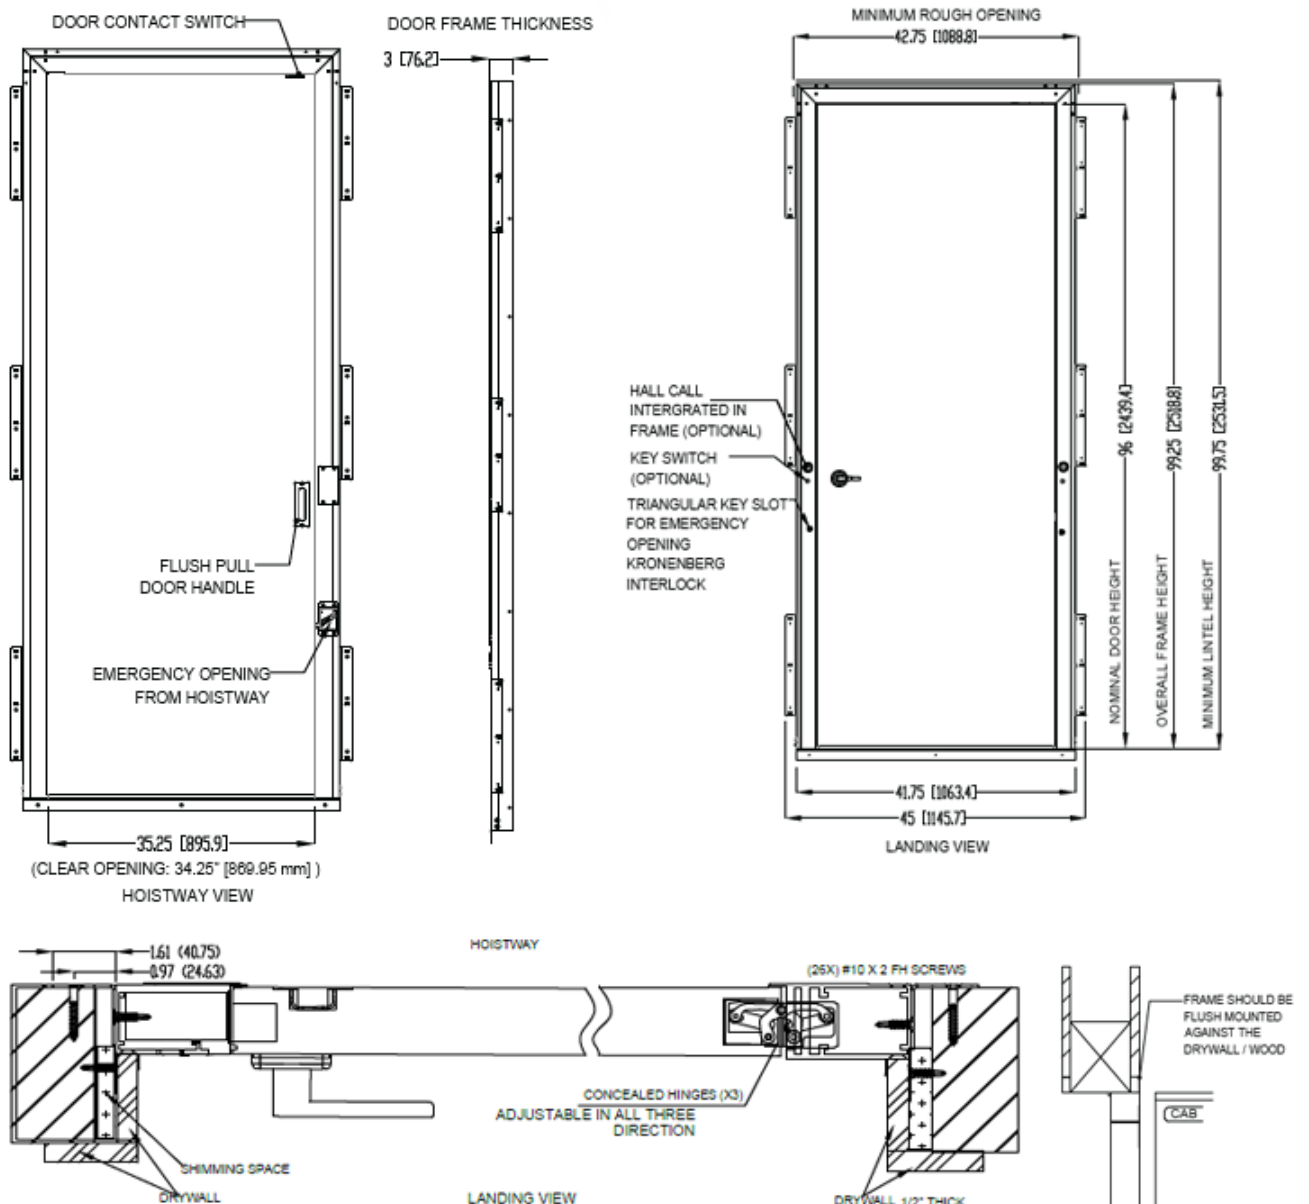 DOOR CONTACT SWITCH
DOOR FRAME THICKNESS
3 [76.2]
MINIMUM ROUGH OPENING
42.75 [1088.8]
HALL CALL
INTERGRATED IN
FRAME (OPTIONAL)
KEY SWITCH
(OPTIONAL)
TRIANGULAR KEY SLOT
FOR EMERGENCY
OPENING
KRONENBERG
INTERLOCK
96 [2439.4]
NOMINAL DOOR HEIGHT
99.25 [2518.8]
OVERALL FRAME HEIGHT
99.75 [2531.5]
MINIMUM LINTEL HEIGHT
FLUSH PULL
DOOR HANDLE
EMERGENCY OPENING
FROM HOISTWAY
35.25 [895.9]
(CLEAR OPENING: 34.25" [869.95 mm] )
HOISTWAY VIEW
41.75 [1063.4]
45 [1145.7]
LANDING VIEW
1.61 (40.75)
0.97 (24.63)
HOISTWAY
(26X) #10 X 2 FH SCREWS
FRAME SHOULD BE
FLUSH MOUNTED
AGAINST THE
DRYWALL / WOOD
CONCEALED HINGES (X3)
ADJUSTABLE IN ALL THREE
DIRECTION
CAB
SHIMMING SPACE
DRYWALL
LANDING VIEW
DRYWALL 1/2" THICK